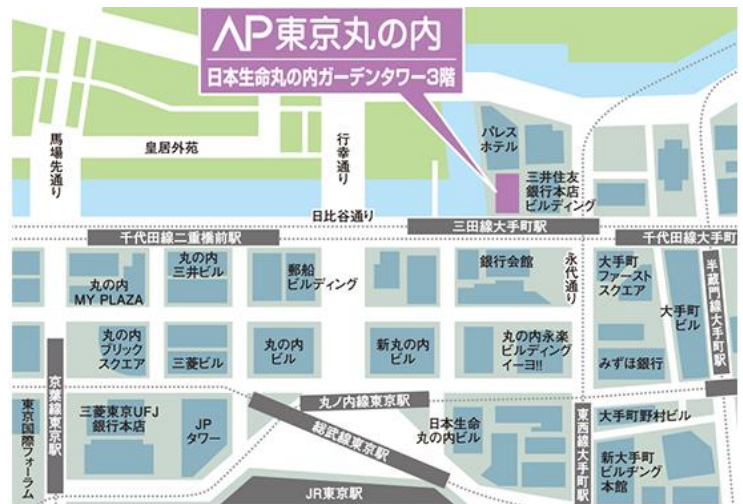 AP東京丸の内
日本生命丸の内ガーデンタワー3階
馬場先通り
皇居外苑
行幸通り
パレス
ホテル
三井住友
銀行本店
ビルディング
日比谷通り
三田線大手町駅
千代田線二重橋前駅
千代田線大手町
丸の内
MY PLAZA
丸の内
三井ビル
郵船
ビルディング
銀行会館
永代通り
大手町
ファースト
スクエア
大手町
ビル
半蔵門線大手町駅
丸の内
ブリック
スクエア
三菱ビル
丸の内
ビル
新丸の内
ビル
丸の内永楽
ビルディング
イーヨ!!
みずほ銀行
京葉線東京駅
東京国際フォーラム
三菱東京UFJ
銀行本店
JP
タワー
丸ノ内線東京駅
総武線東京駅
日本生命
丸の内ビル
東西線大手町駅
大手町野村ビル
新大手町
ビルヂング
本館
JR東京駅